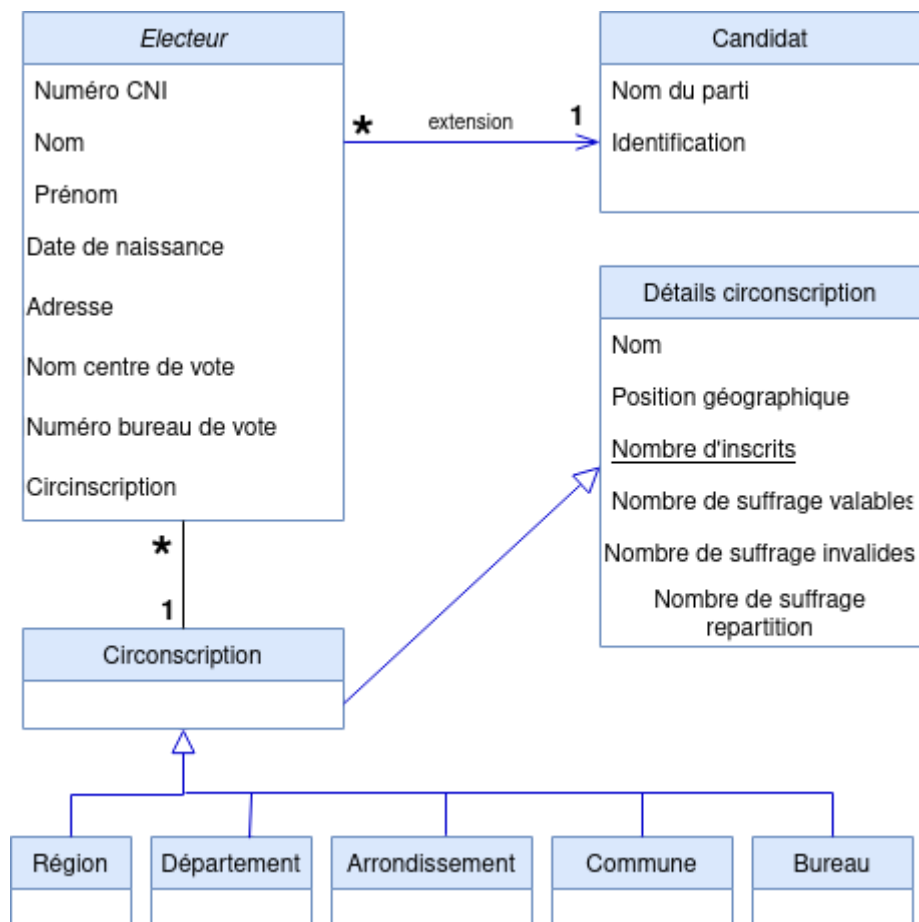 Electeur
Numéro CNI
Nom
Prénom
Date de naissance
Adresse
Nom centre de vote
Numéro bureau de vote
Circinscription
*
extension
1
Candidat
Nom du parti
Identification
Détails circonscription
Nom
Position géographique
Nombre d'inscrits
Nombre de suffrage valables
Nombre de suffrage invalides
Nombre de suffrage
repartition
*
1
Circonscription
Région
Département
Arrondissement
Commune
Bureau